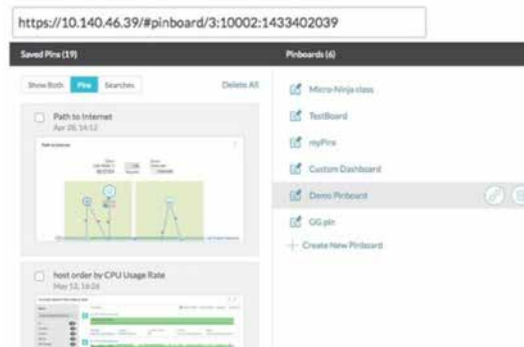 https://10.140.46.39/#pinboard/3:10002:1433402039
Saved Pins (19)
Pinboards (6)
Show Both
Pins
Searches
Delete All
Path to Internet
Apr 28, 14:12
Path to Internet
host order by CPU Usage Rate
May 12, 16:26
Micro-Ninja class
TestBoard
myPins
Custom Dashboard
Demo Pinboard
GG pin
Create New Pinboard